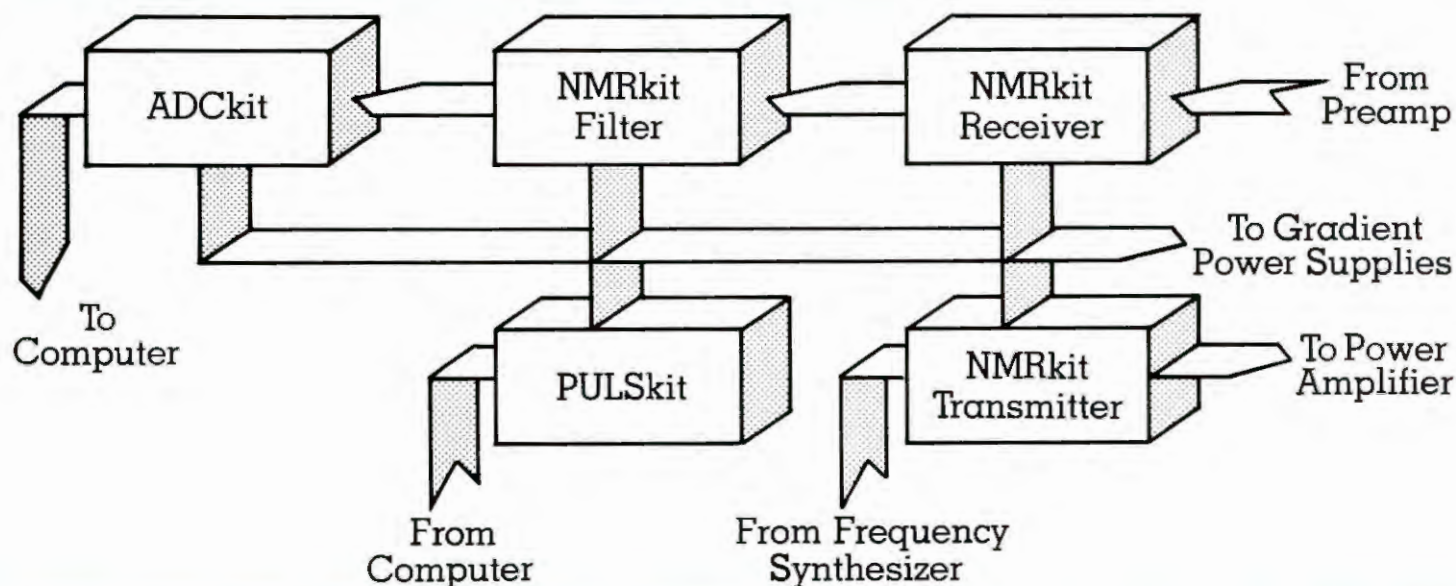 ADCkit
NMRkit
Filter
NMRkit
Receiver
From
Preamp
To Gradient
Power Supplies
To
Computer
PULSkit
NMRkit
Transmitter
To Power
Amplifier
From
Computer
From Frequency
Synthesizer